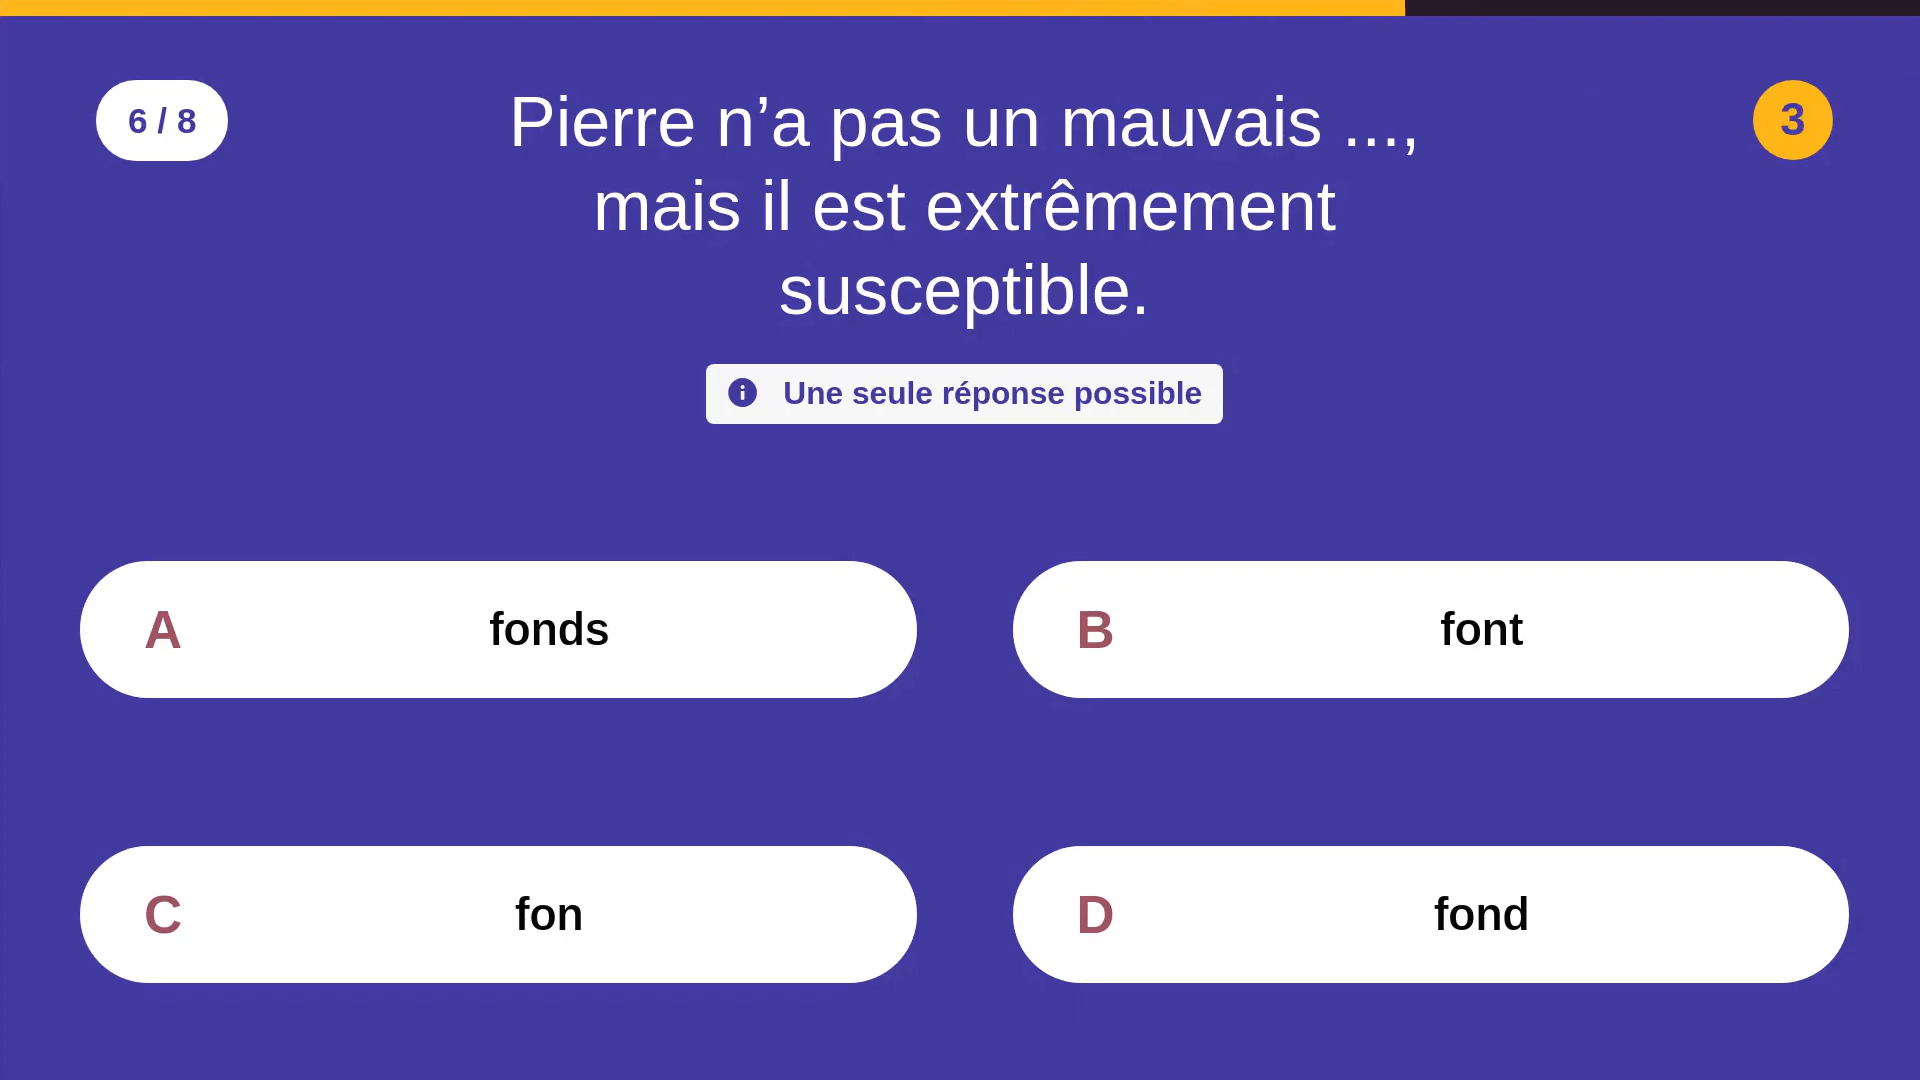 6 / 8
Pierre n’a pas un mauvais ...,
mais il est extrêmement
susceptible.
3
Une seule réponse possible
A fonds
B font
C fon
D fond